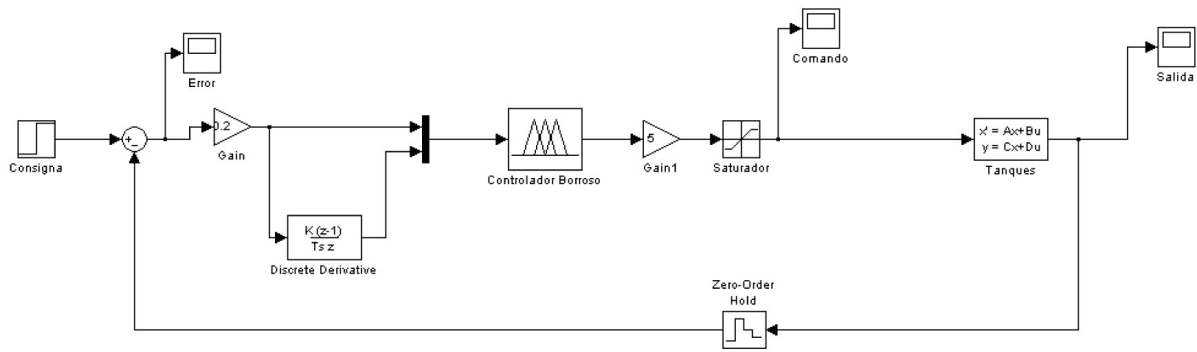 Error
Comando
Salida
Consigna
+
−
0.2
Gain
Controlador Borroso
5
Gain1
Saturador
x' = Ax+Bu
y = Cx+Du
Tanques
K (z-1)
Ts z
Discrete Derivative
Zero-Order
Hold